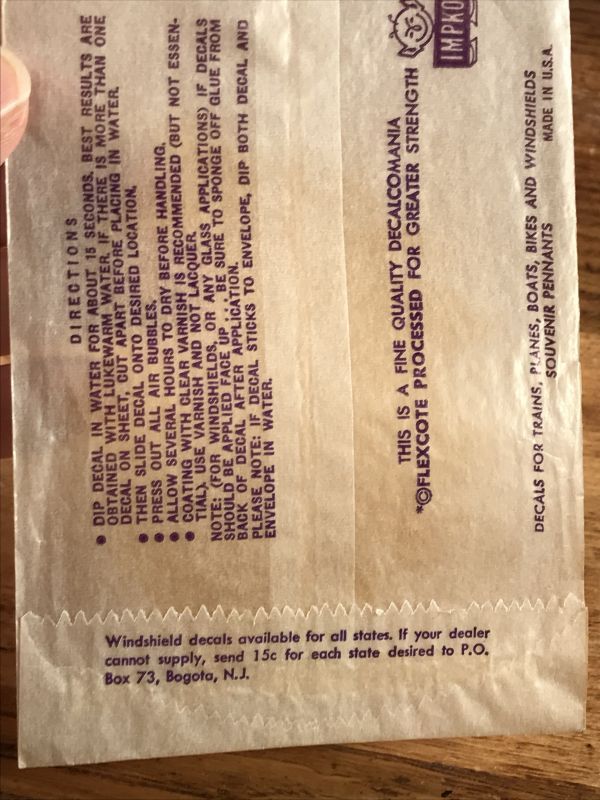 DIRECTIONS
● DIP DECAL IN WATER FOR ABOUT 15 SECONDS. BEST RESULTS ARE
OBTAINED WITH LUKEWARM WATER. IF THERE IS MORE THAN ONE
DECAL ON SHEET, CUT APART BEFORE PLACING IN WATER.
● THEN SLIDE DECAL ONTO DESIRED LOCATION.
● PRESS OUT ALL AIR BUBBLES.
● ALLOW SEVERAL HOURS TO DRY BEFORE HANDLING.
● COATING WITH CLEAR VARNISH IS RECOMMENDED (BUT NOT ESSEN-
TIAL). USE VARNISH AND NOT LACQUER.
NOTE: (FOR WINDSHIELDS, OR ANY GLASS APPLICATIONS) IF DECALS
SHOULD BE APPLIED FACE UP . . . BE SURE TO SPONGE OFF GLUE FROM
BACK OF DECAL AFTER APPLICATION.
PLEASE NOTE: IF DECAL STICKS TO ENVELOPE, DIP BOTH DECAL AND
ENVELOPE IN WATER.
THIS IS A FINE QUALITY DECALCOMANIA
*©FLEXCOTE PROCESSED FOR GREATER STRENGTH
IMPKO
DECALS FOR TRAINS, PLANES, BOATS, BIKES AND WINDSHIELDS
SOUVENIR PENNANTS MADE IN U.S.A.
Windshield decals available for all states. If your dealer
cannot supply, send 15c for each state desired to P.O.
Box 73, Bogota, N.J.